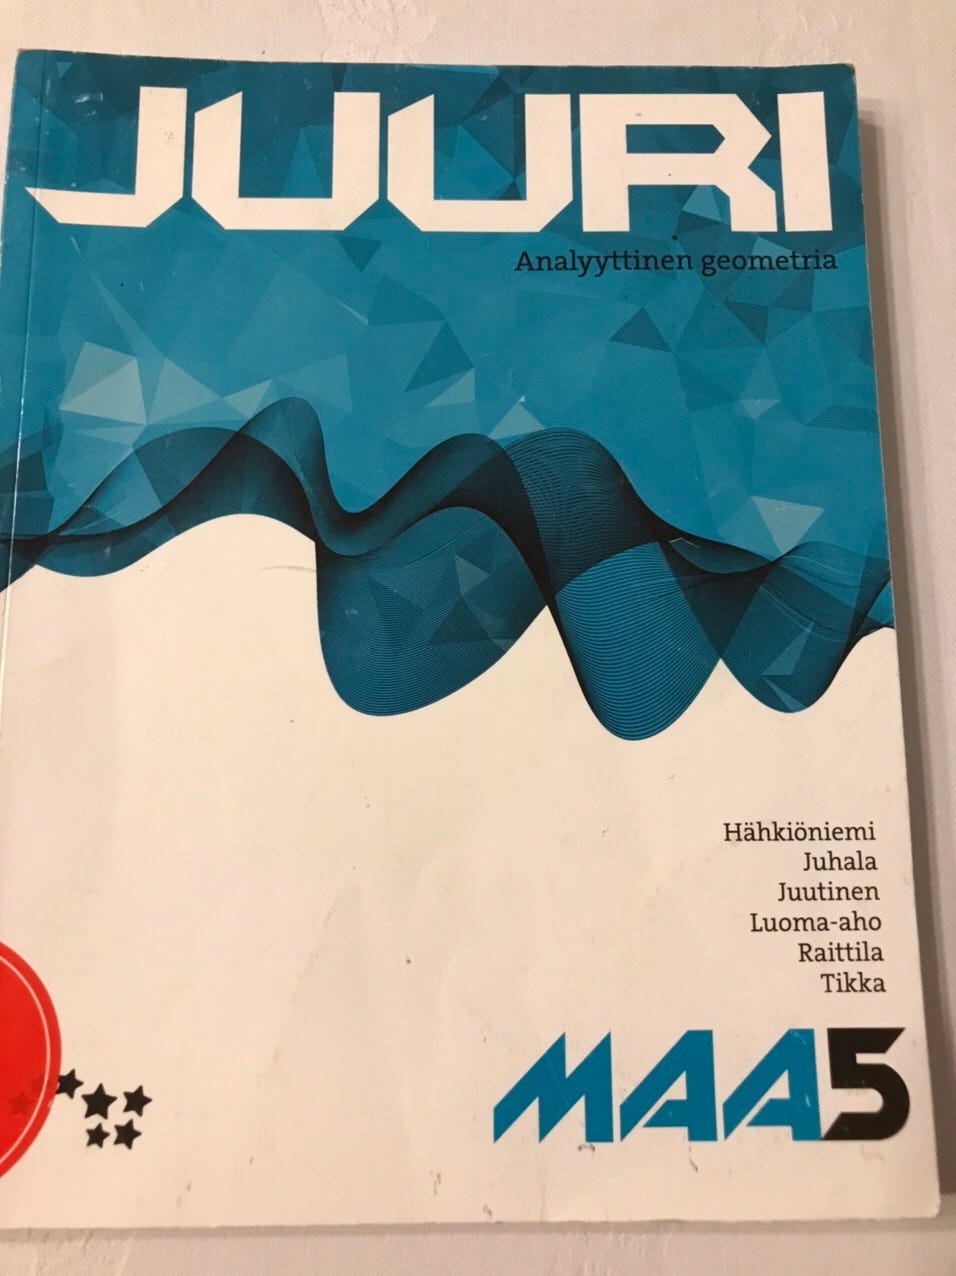 JUURI
Analyyttinen geometria
Hähkiöniemi
Juhala
Juutinen
Luoma-aho
Raittila
Tikka
MAA5